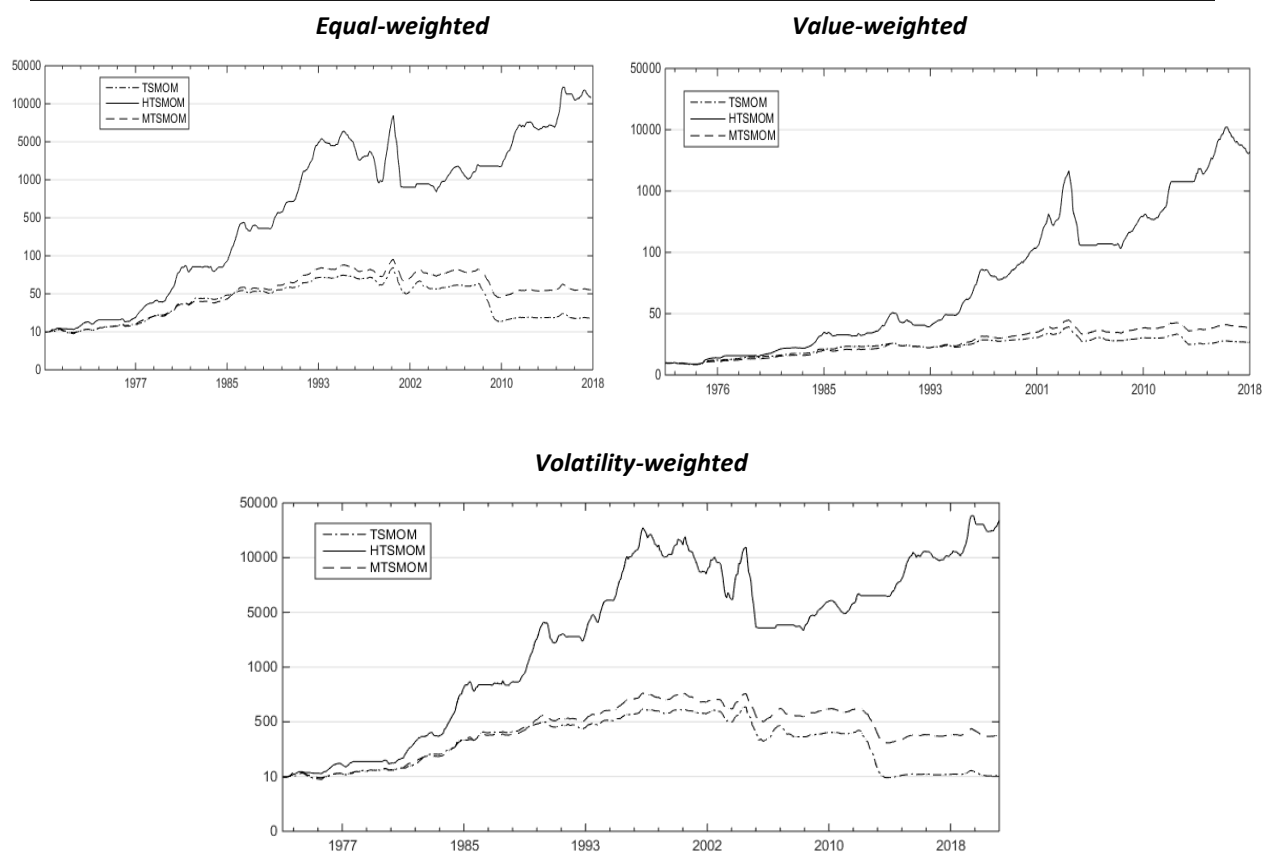 Equal-weighted
50000
10000
5000
1000
500
100
50
10
0
TSMOM
HTSMOM
MTSMOM
1977 1985 1993 2002 2010 2018
Value-weighted
50000
10000
1000
100
50
0
TSMOM
HTSMOM
MTSMOM
1976 1985 1993 2001 2010 2018
Volatility-weighted
50000
10000
50000
1000
500
10
0
TSMOM
HTSMOM
MTSMOM
1977 1985 1993 2002 2010 2018